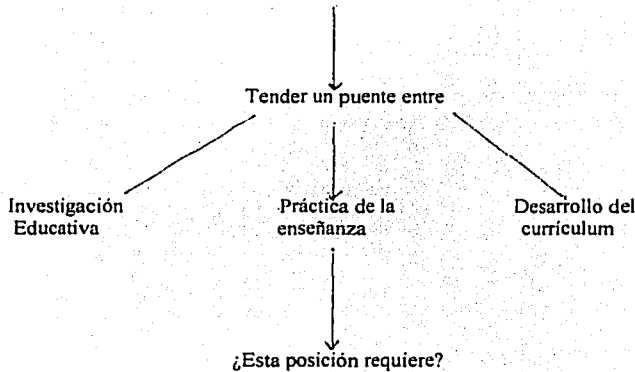 Tender un puente entre
Investigación
Educativa
Práctica de la
enseñanza
Desarrollo del
currículum
¿Esta posición requiere?